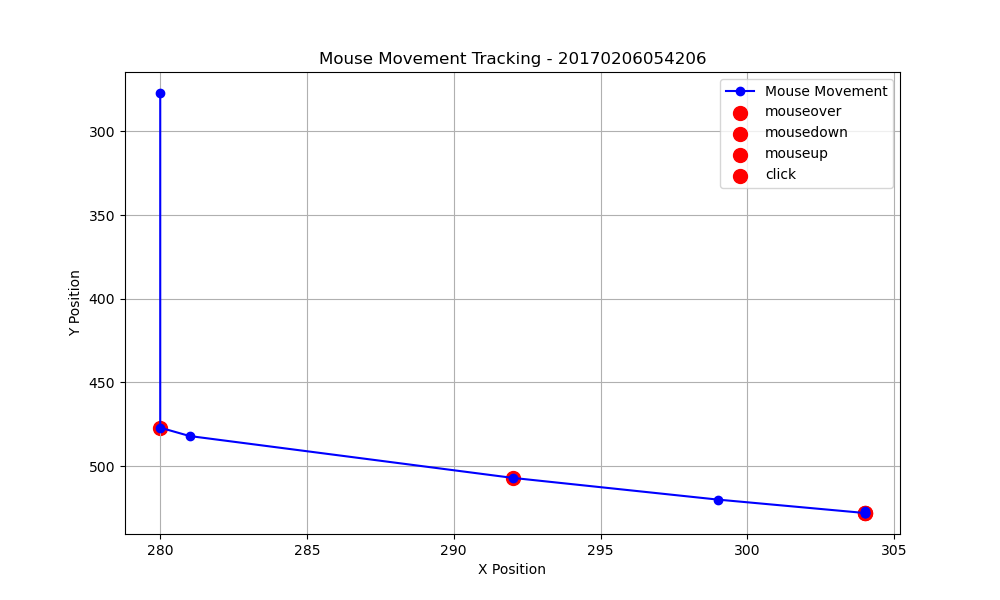 Mouse Movement Tracking - 20170206054206
Mouse Movement
mouseover
mousedown
mouseup
click
300
350
400
450
500
Y Position
280
285
290
295
300
305
X Position